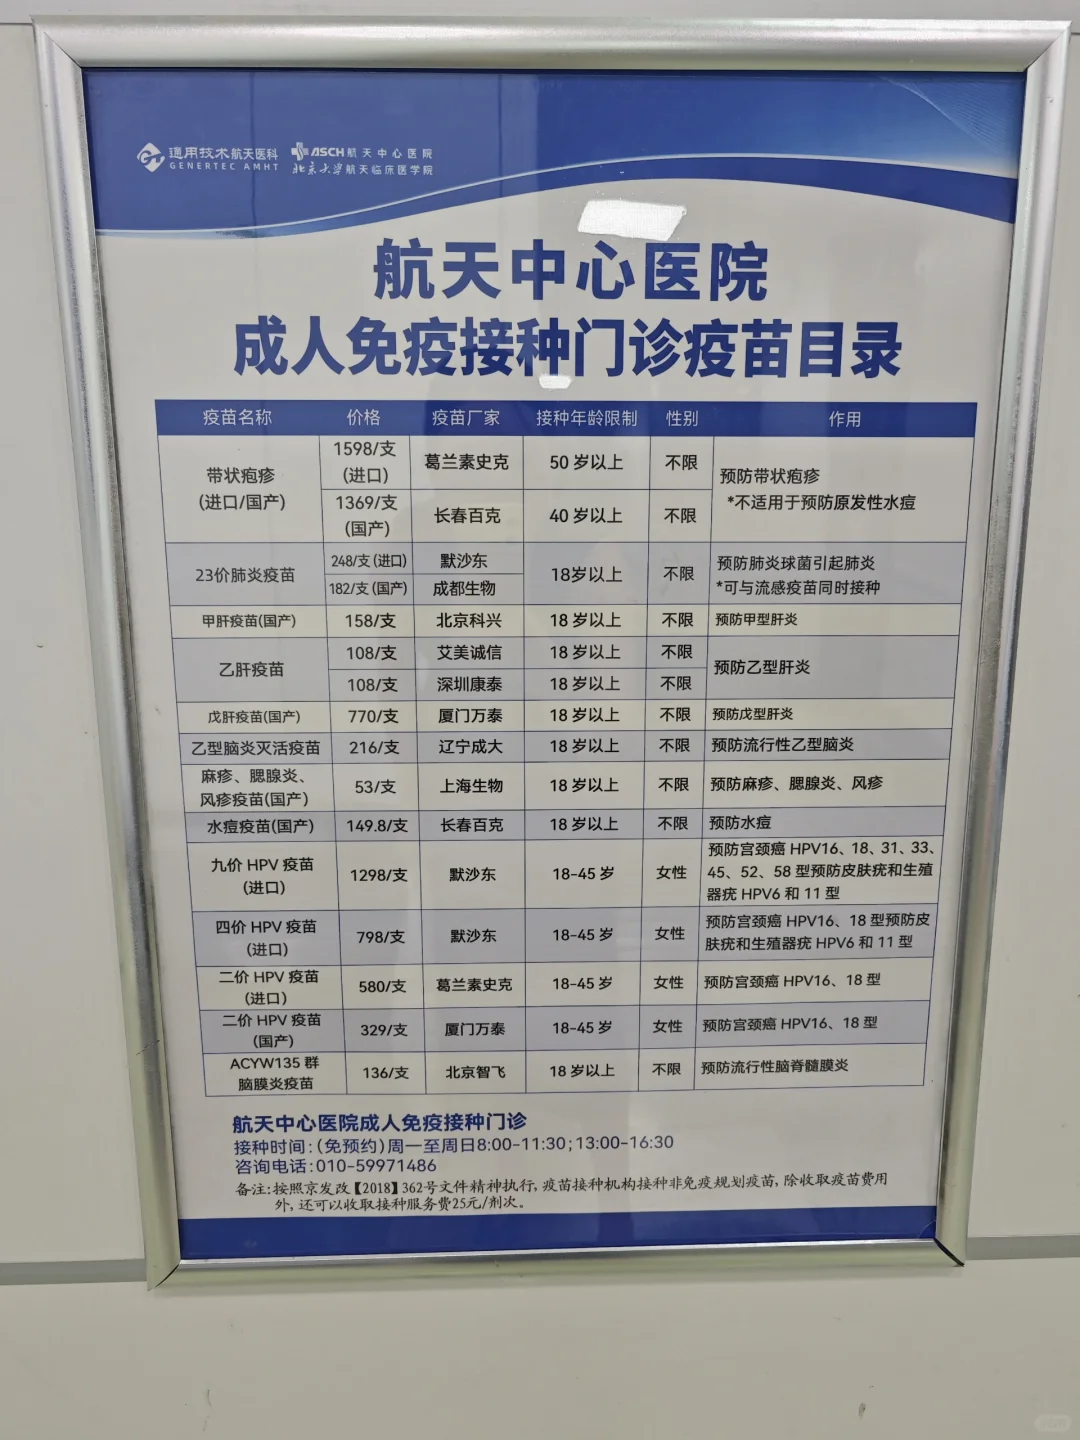 通用技术航天医科 ASCH航天中心医院
GENERTEC AMHT 北京大学航天临床医学院
航天中心医院
成人免疫接种门诊疫苗目录
疫苗名称 价格 疫苗厂家 接种年龄限制 性别 作用
带状疱疹
(进口/国产)
1598/支
(进口)
葛兰素史克 50岁以上 不限
1369/支
(国产)
长春百克 40岁以上 不限
预防带状疱疹
*不适用于预防原发性水痘
23价肺炎疫苗
248/支(进口) 默沙东
182/支(国产) 成都生物
18岁以上 不限
预防肺炎球菌引起肺炎
*可与流感疫苗同时接种
甲肝疫苗(国产) 158/支 北京科兴 18岁以上 不限 预防甲型肝炎
乙肝疫苗
108/支 艾美诚信 18岁以上 不限
108/支 深圳康泰 18岁以上 不限
预防乙型肝炎
戊肝疫苗(国产) 770/支 厦门万泰 18岁以上 不限 预防戊型肝炎
乙型脑炎灭活疫苗 216/支 辽宁成大 18岁以上 不限 预防流行性乙型脑炎
麻疹、腮腺炎、
风疹疫苗(国产)
53/支 上海生物 18岁以上 不限 预防麻疹、腮腺炎、风疹
水痘疫苗(国产) 149.8/支 长春百克 18岁以上 不限 预防水痘
九价HPV疫苗
(进口)
1298/支 默沙东 18-45岁 女性
预防宫颈癌HPV16、18、31、33、
45、52、58型预防皮肤疣和生殖
器疣HPV6和11型
四价HPV疫苗
(进口)
798/支 默沙东 18-45岁 女性
预防宫颈癌HPV16、18型预防皮
肤疣和生殖器疣HPV6和11型
二价HPV疫苗
(进口)
580/支 葛兰素史克 18-45岁 女性 预防宫颈癌HPV16、18型
二价HPV疫苗
(国产)
329/支 厦门万泰 18-45岁 女性 预防宫颈癌HPV16、18型
ACYW135群
脑膜炎疫苗
136/支 北京智飞 18岁以上 不限 预防流行性脑脊髓膜炎
航天中心医院成人免疫接种门诊
接种时间:(免预约)周一至周日8:00-11:30;13:00-16:30
咨询电话:010-59971486
备注:按照京发改【2018】362号文件精神执行,疫苗接种机构接种非免疫规划疫苗,除收取疫苗费用
外,还可以收取接种服务费25元/剂次。